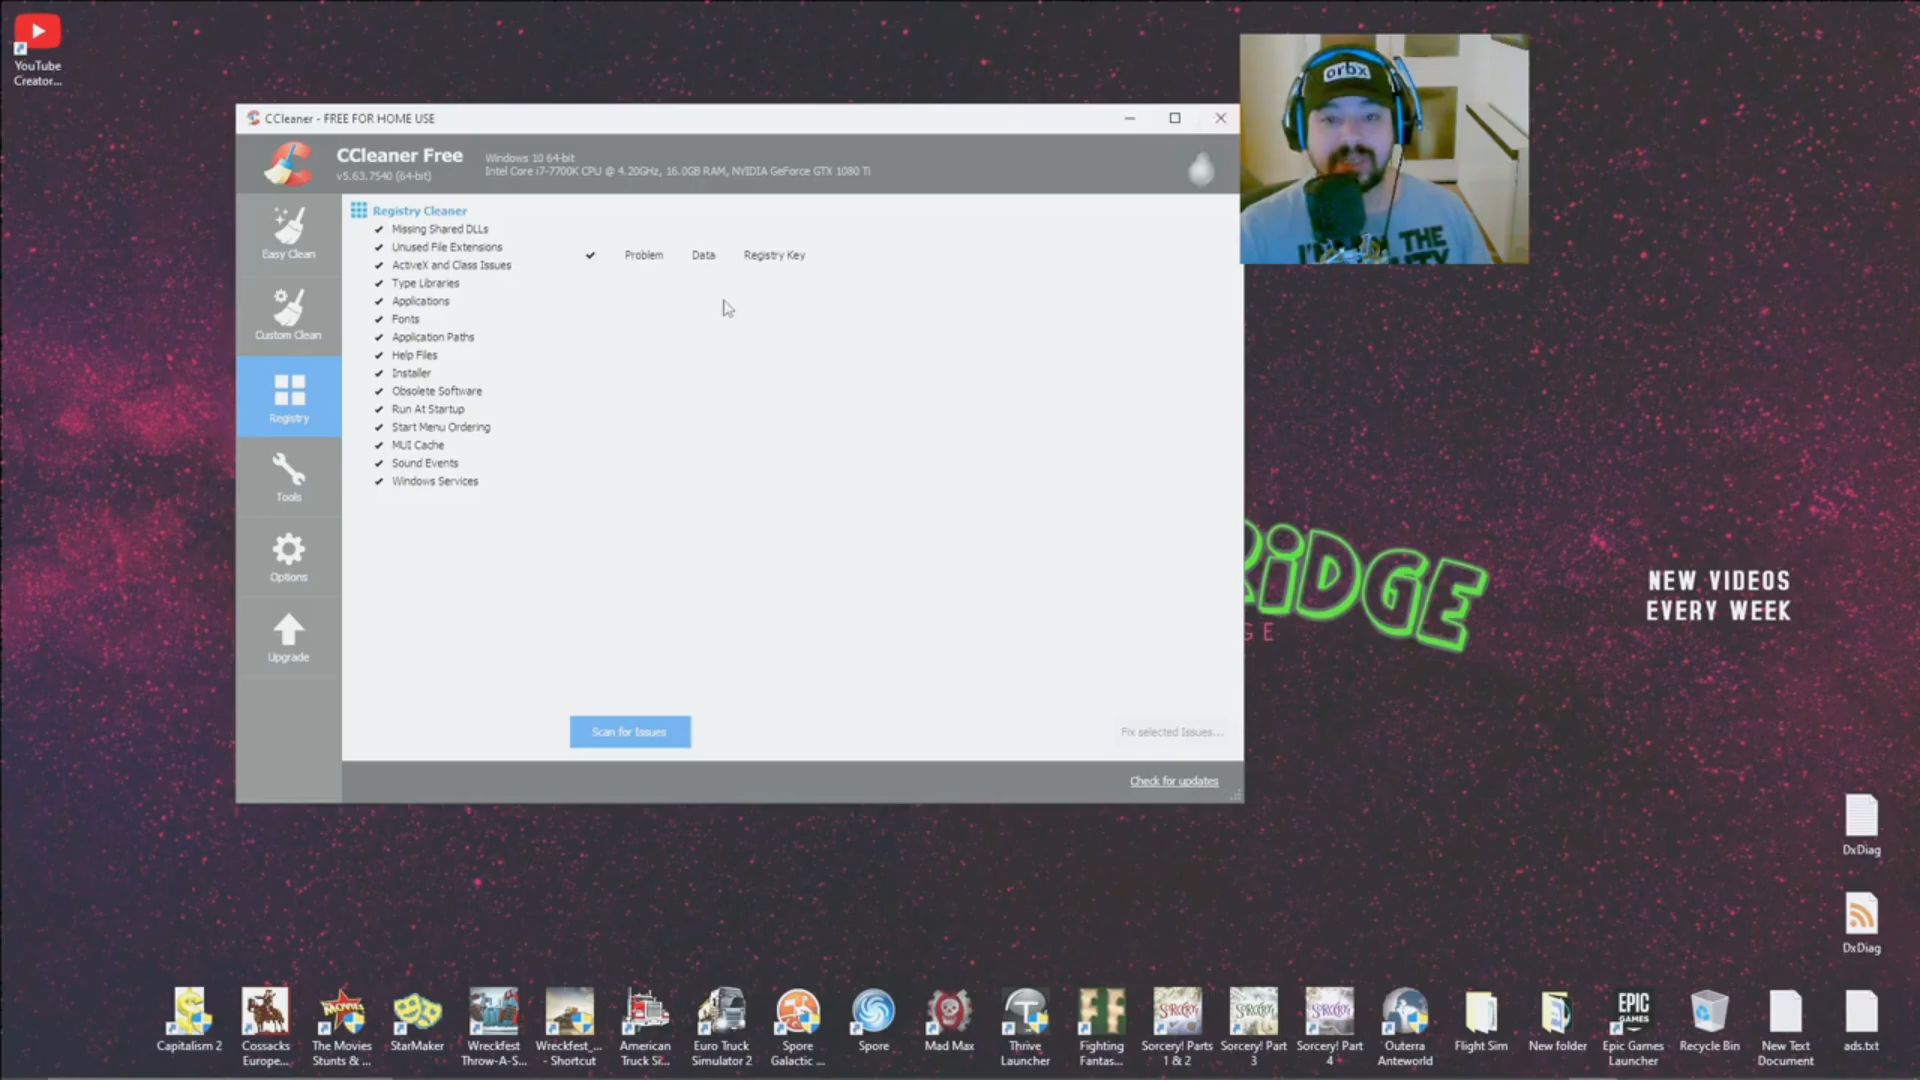 YouTube
Creator...
orbx
CCleaner - FREE FOR HOME USE
CCleaner Free
v5.63.7540 (64-bit)
Windows 10 64-bit
Intel Core i7-7700K CPU @ 4.20GHz, 16.0GB RAM, NVIDIA GeForce GTX 1080 Ti
Easy Clean
Custom Clean
Registry
Tools
Options
Upgrade
Registry Cleaner
Missing Shared DLLs
Unused File Extensions
ActiveX and Class Issues
Type Libraries
Applications
Fonts
Application Paths
Help Files
Installer
Obsolete Software
Run At Startup
Start Menu Ordering
MUI Cache
Sound Events
Windows Services
Problem Data Registry Key
Scan for Issues
Fix selected Issues...
Check for updates
THE
RiDGE
GE
NEW VIDEOS
EVERY WEEK
DxDiag
DxDiag
Capitalism 2
Cossacks
Europe...
The Movies
Stunts & ...
StarMaker
Wreckfest
Throw-A-S...
Wreckfest_...
- Shortcut
American
Truck Si...
Euro Truck
Simulator 2
Spore
Galactic ...
Spore
Mad Max
Thrive
Launcher
Fighting
Fantas...
Sorcery! Parts
1 & 2
Sorcery! Part
3
Sorcery! Part
4
Outerra
Anteworld
Flight Sim
New folder
EPIC
GAMES
Epic Games
Launcher
Recycle Bin
New Text
Document
ads.txt